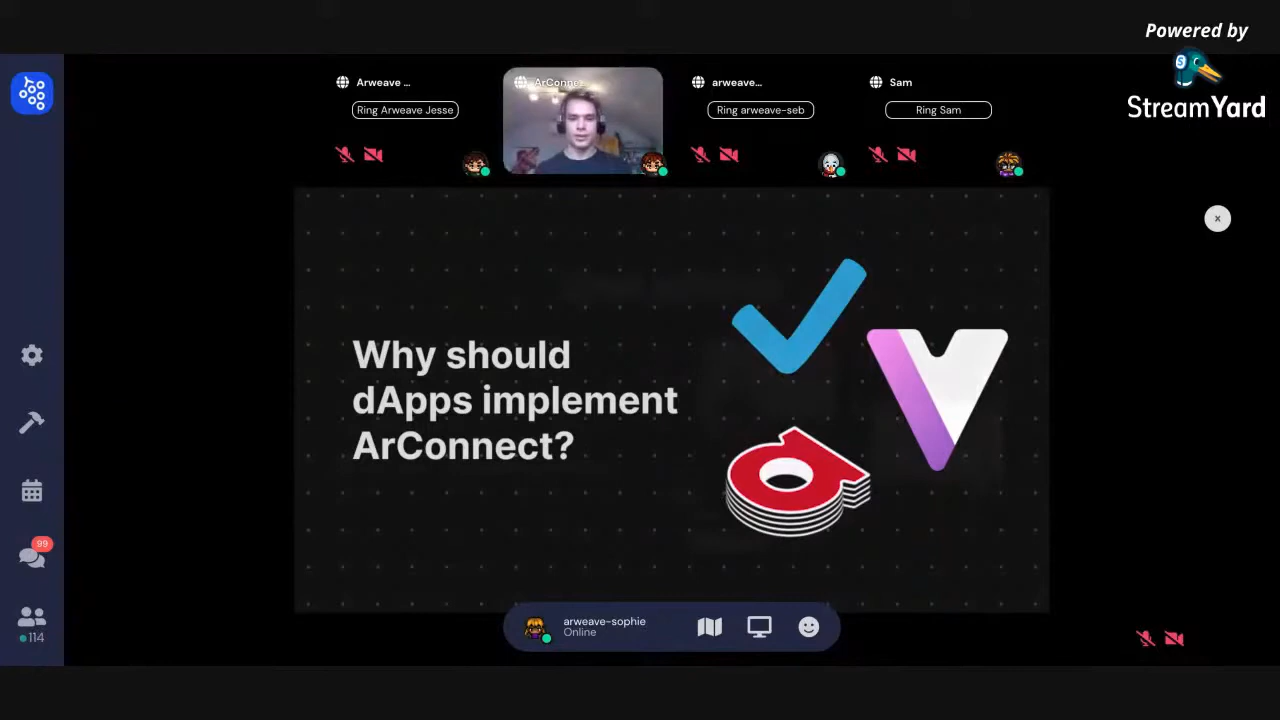 Powered by
StreamYard
Arweave ...
Ring Arweave Jesse
ArConnec
arweave...
Ring arweave-seb
Sam
Ring Sam
Why should
dApps implement
ArConnect?
99
114
arweave-sophie
Online